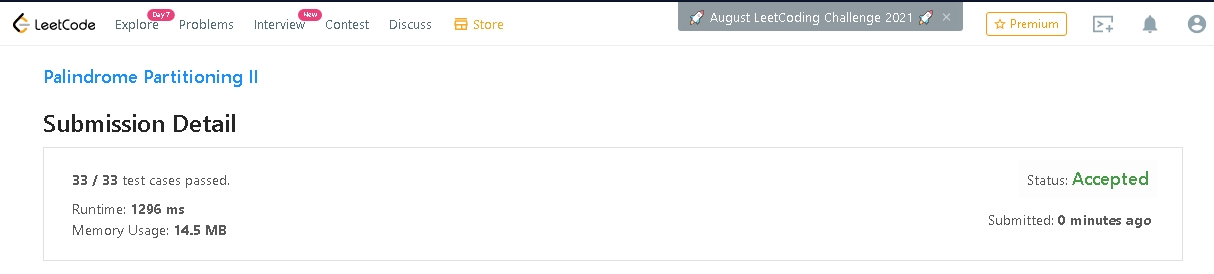 LeetCode Explore Day 7 Problems Interview New Contest Discuss Store August LeetCoding Challenge 2021 × Premium
Palindrome Partitioning II
Submission Detail
33 / 33 test cases passed.
Status: Accepted
Runtime: 1296 ms
Memory Usage: 14.5 MB
Submitted: 0 minutes ago